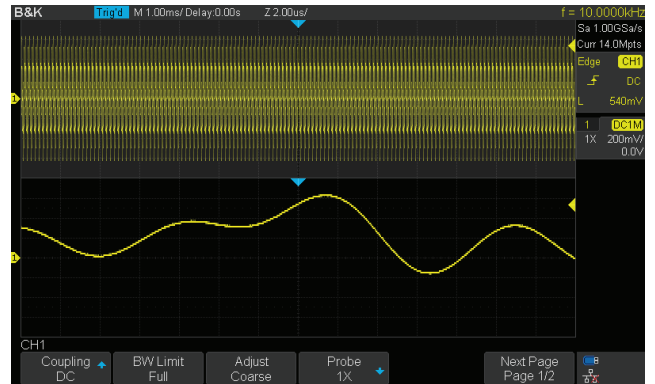 B&K Trig'd M 1.00ms/ Delay:0.00s Z 2.00us/ f = 10.0000kHz
Sa 1.00GSa/s
Curr 14.0Mpts
Edge CH1
DC
L 540mV
1 DC1M
1X 200mV/
0.0V
1
1
CH1
Coupling BW Limit Adjust Probe Next Page
DC Full Coarse 1X Page 1/2